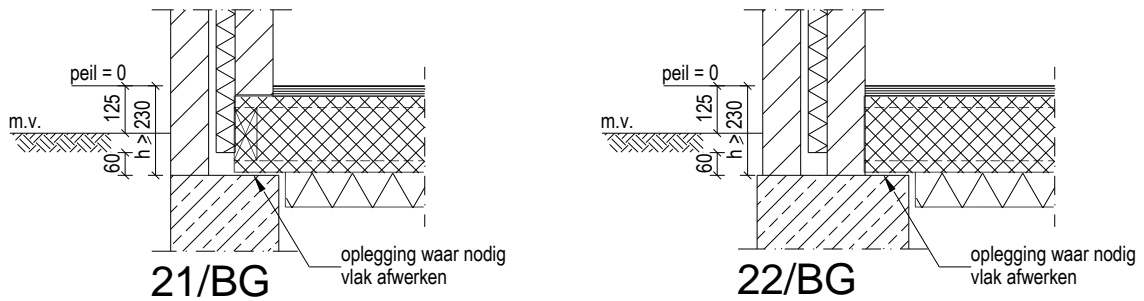 peil = 0
125
h ≥ 230
m.v.
60
oplegging waar nodig
vlak afwerken
21/BG
peil = 0
125
h ≥ 230
m.v.
60
oplegging waar nodig
vlak afwerken
22/BG